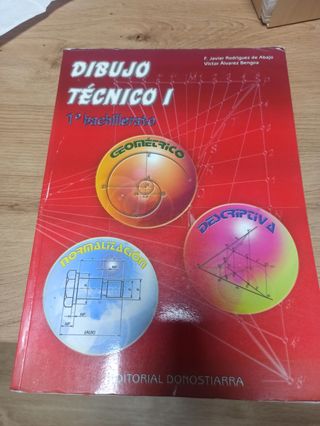 F. Javier Rodríguez de Abajo
Víctor Álvarez Bengoa
DIBUJO
TÉCNICO I
1º bachillerato
GEOMÉTRICO
DESCRIPTIVA
NORMALIZACIÓN
EDITORIAL DONOSTIARRA